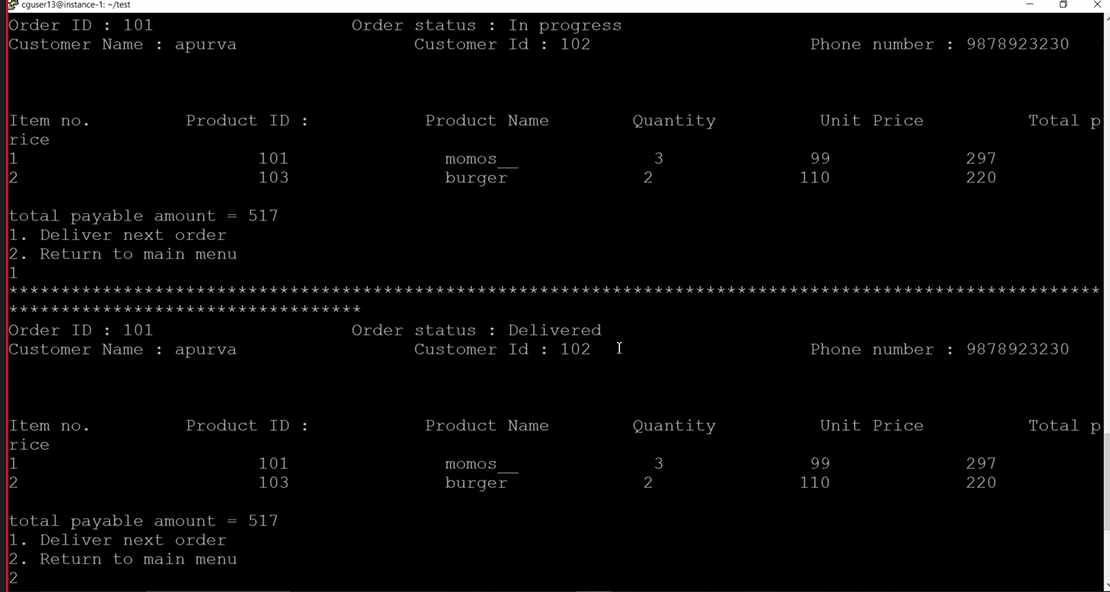 cguser13@instance-1: ~/test
Order ID : 101 Order status : In progress
Customer Name : apurva Customer Id : 102 Phone number : 9878923230
Item no. Product ID : Product Name Quantity Unit Price Total p
rice
1 101 momos__ 3 99 297
2 103 burger 2 110 220
total payable amount = 517
1. Deliver next order
2. Return to main menu
1
*********************************************************************************************************
**********************************
Order ID : 101 Order status : Delivered
Customer Name : apurva Customer Id : 102 Phone number : 9878923230
Item no. Product ID : Product Name Quantity Unit Price Total p
rice
1 101 momos__ 3 99 297
2 103 burger 2 110 220
total payable amount = 517
1. Deliver next order
2. Return to main menu
2